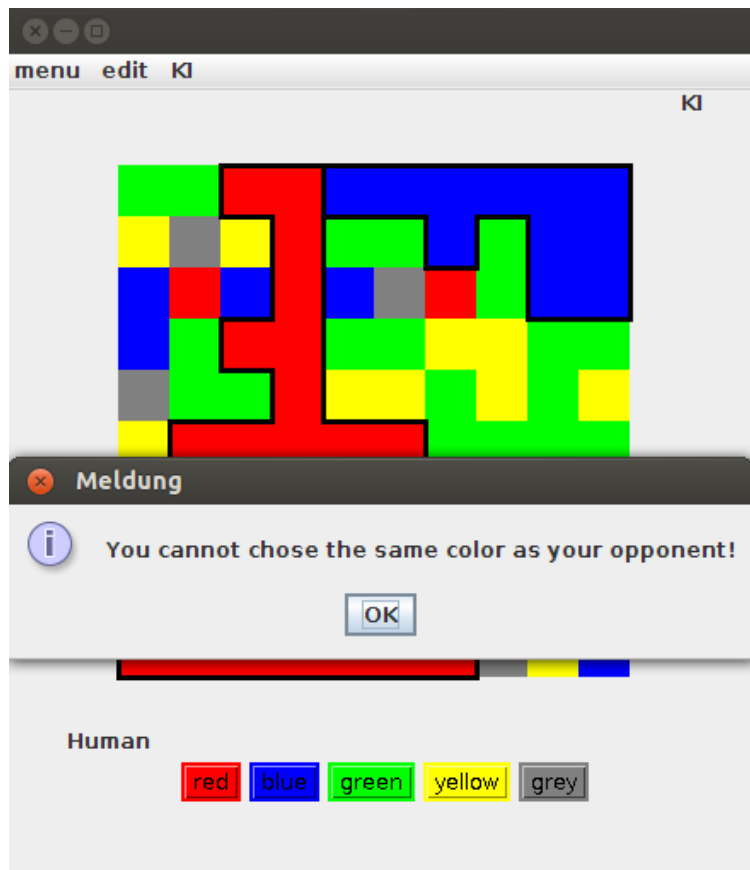 menu edit KI
KI
Meldung
You cannot chose the same color as your opponent!
OK
Human
red blue green yellow grey